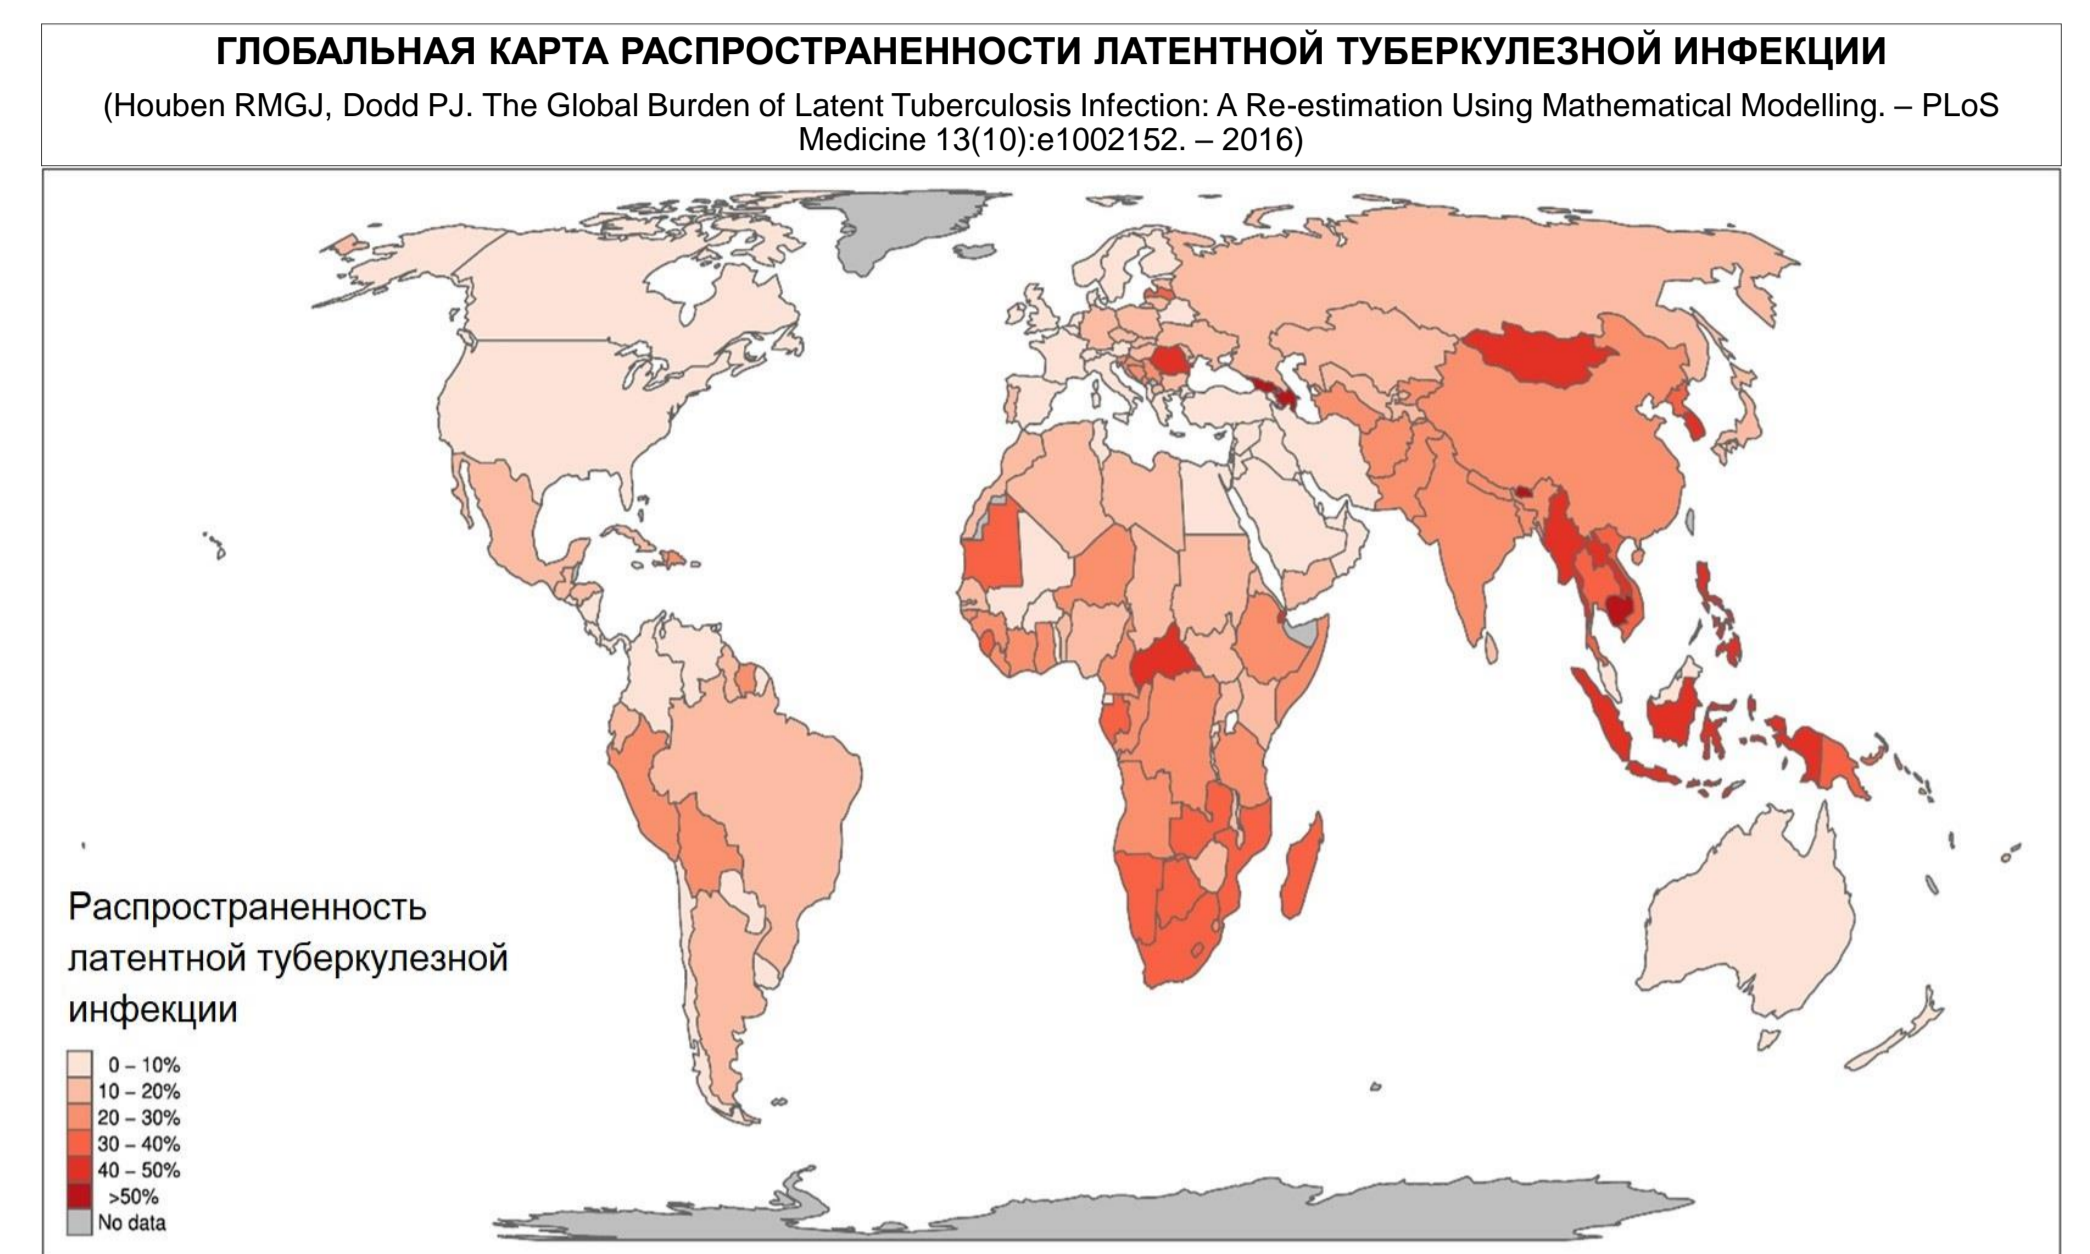 ГЛОБАЛЬНАЯ КАРТА РАСПРОСТРАНЕННОСТИ ЛАТЕНТНОЙ ТУБЕРКУЛЕЗНОЙ ИНФЕКЦИИ
(Houben RMGJ, Dodd PJ. The Global Burden of Latent Tuberculosis Infection: A Re-estimation Using Mathematical Modelling. – PLoS
Medicine 13(10):e1002152. – 2016)
Распространенность
латентной туберкулезной
инфекции
0 – 10%
10 – 20%
20 – 30%
30 – 40%
40 – 50%
>50%
No data